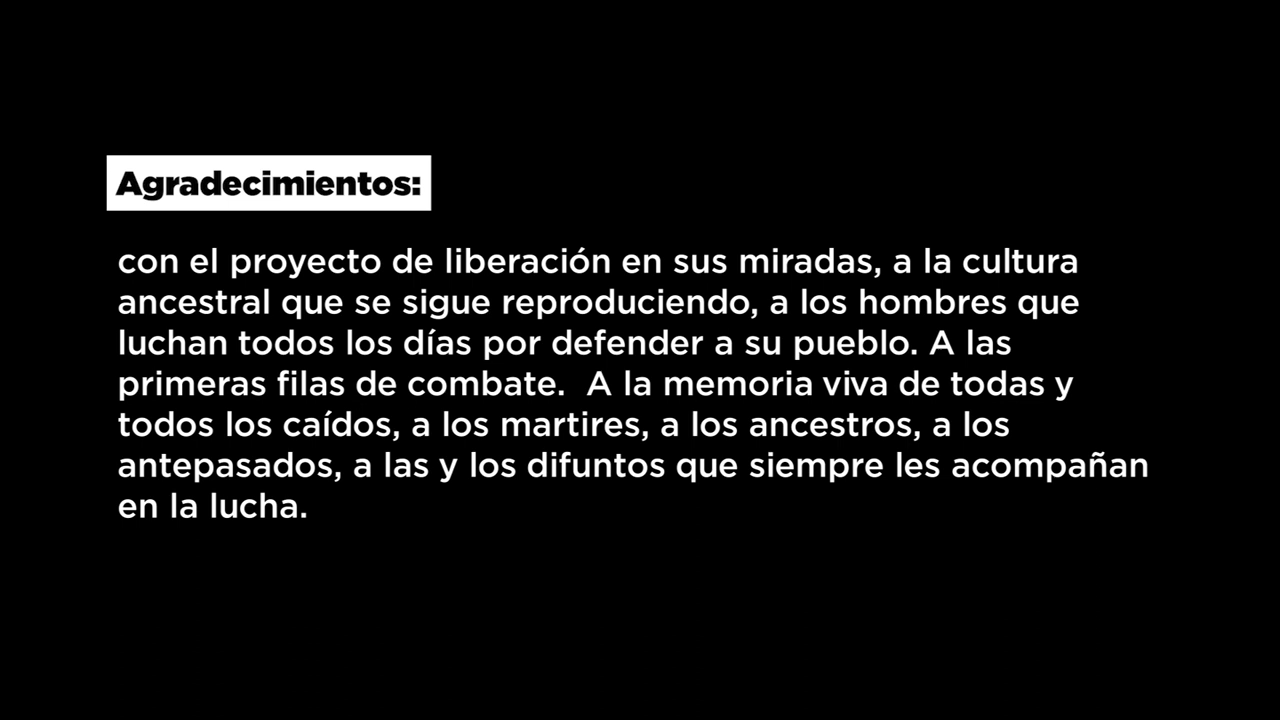 Agradecimientos:
con el proyecto de liberación en sus miradas, a la cultura
ancestral que se sigue reproduciendo, a los hombres que
luchan todos los días por defender a su pueblo. A las
primeras filas de combate.  A la memoria viva de todas y
todos los caídos, a los martires, a los ancestros, a los
antepasados, a las y los difuntos que siempre les acompañan
en la lucha.